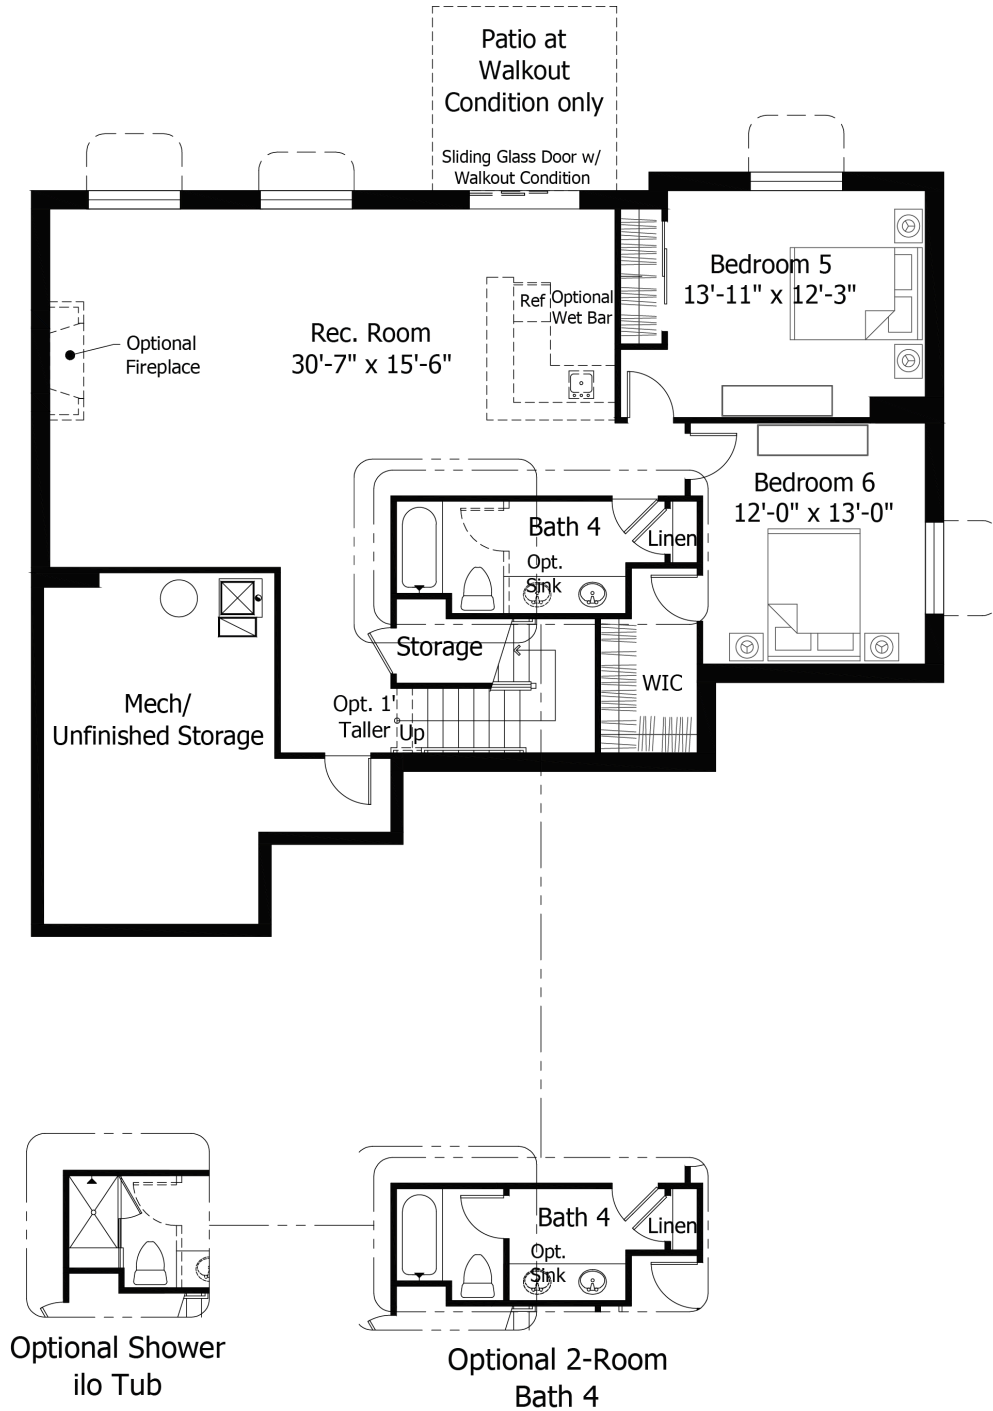 Patio at
Walkout
Condition only
Sliding Glass Door w/
Walkout Condition
Bedroom 5
13'-11" x 12'-3"
Ref
Optional
Wet Bar
Rec. Room
30'-7" x 15'-6"
Optional
Fireplace
Bedroom 6
12'-0" x 13'-0"
Bath 4
Linen
Opt.
Sink
Storage
WIC
Opt. 1'
Taller
Up
Mech/
Unfinished Storage
Bath 4
Linen
Opt.
Sink
Optional Shower
ilo Tub
Optional 2-Room
Bath 4